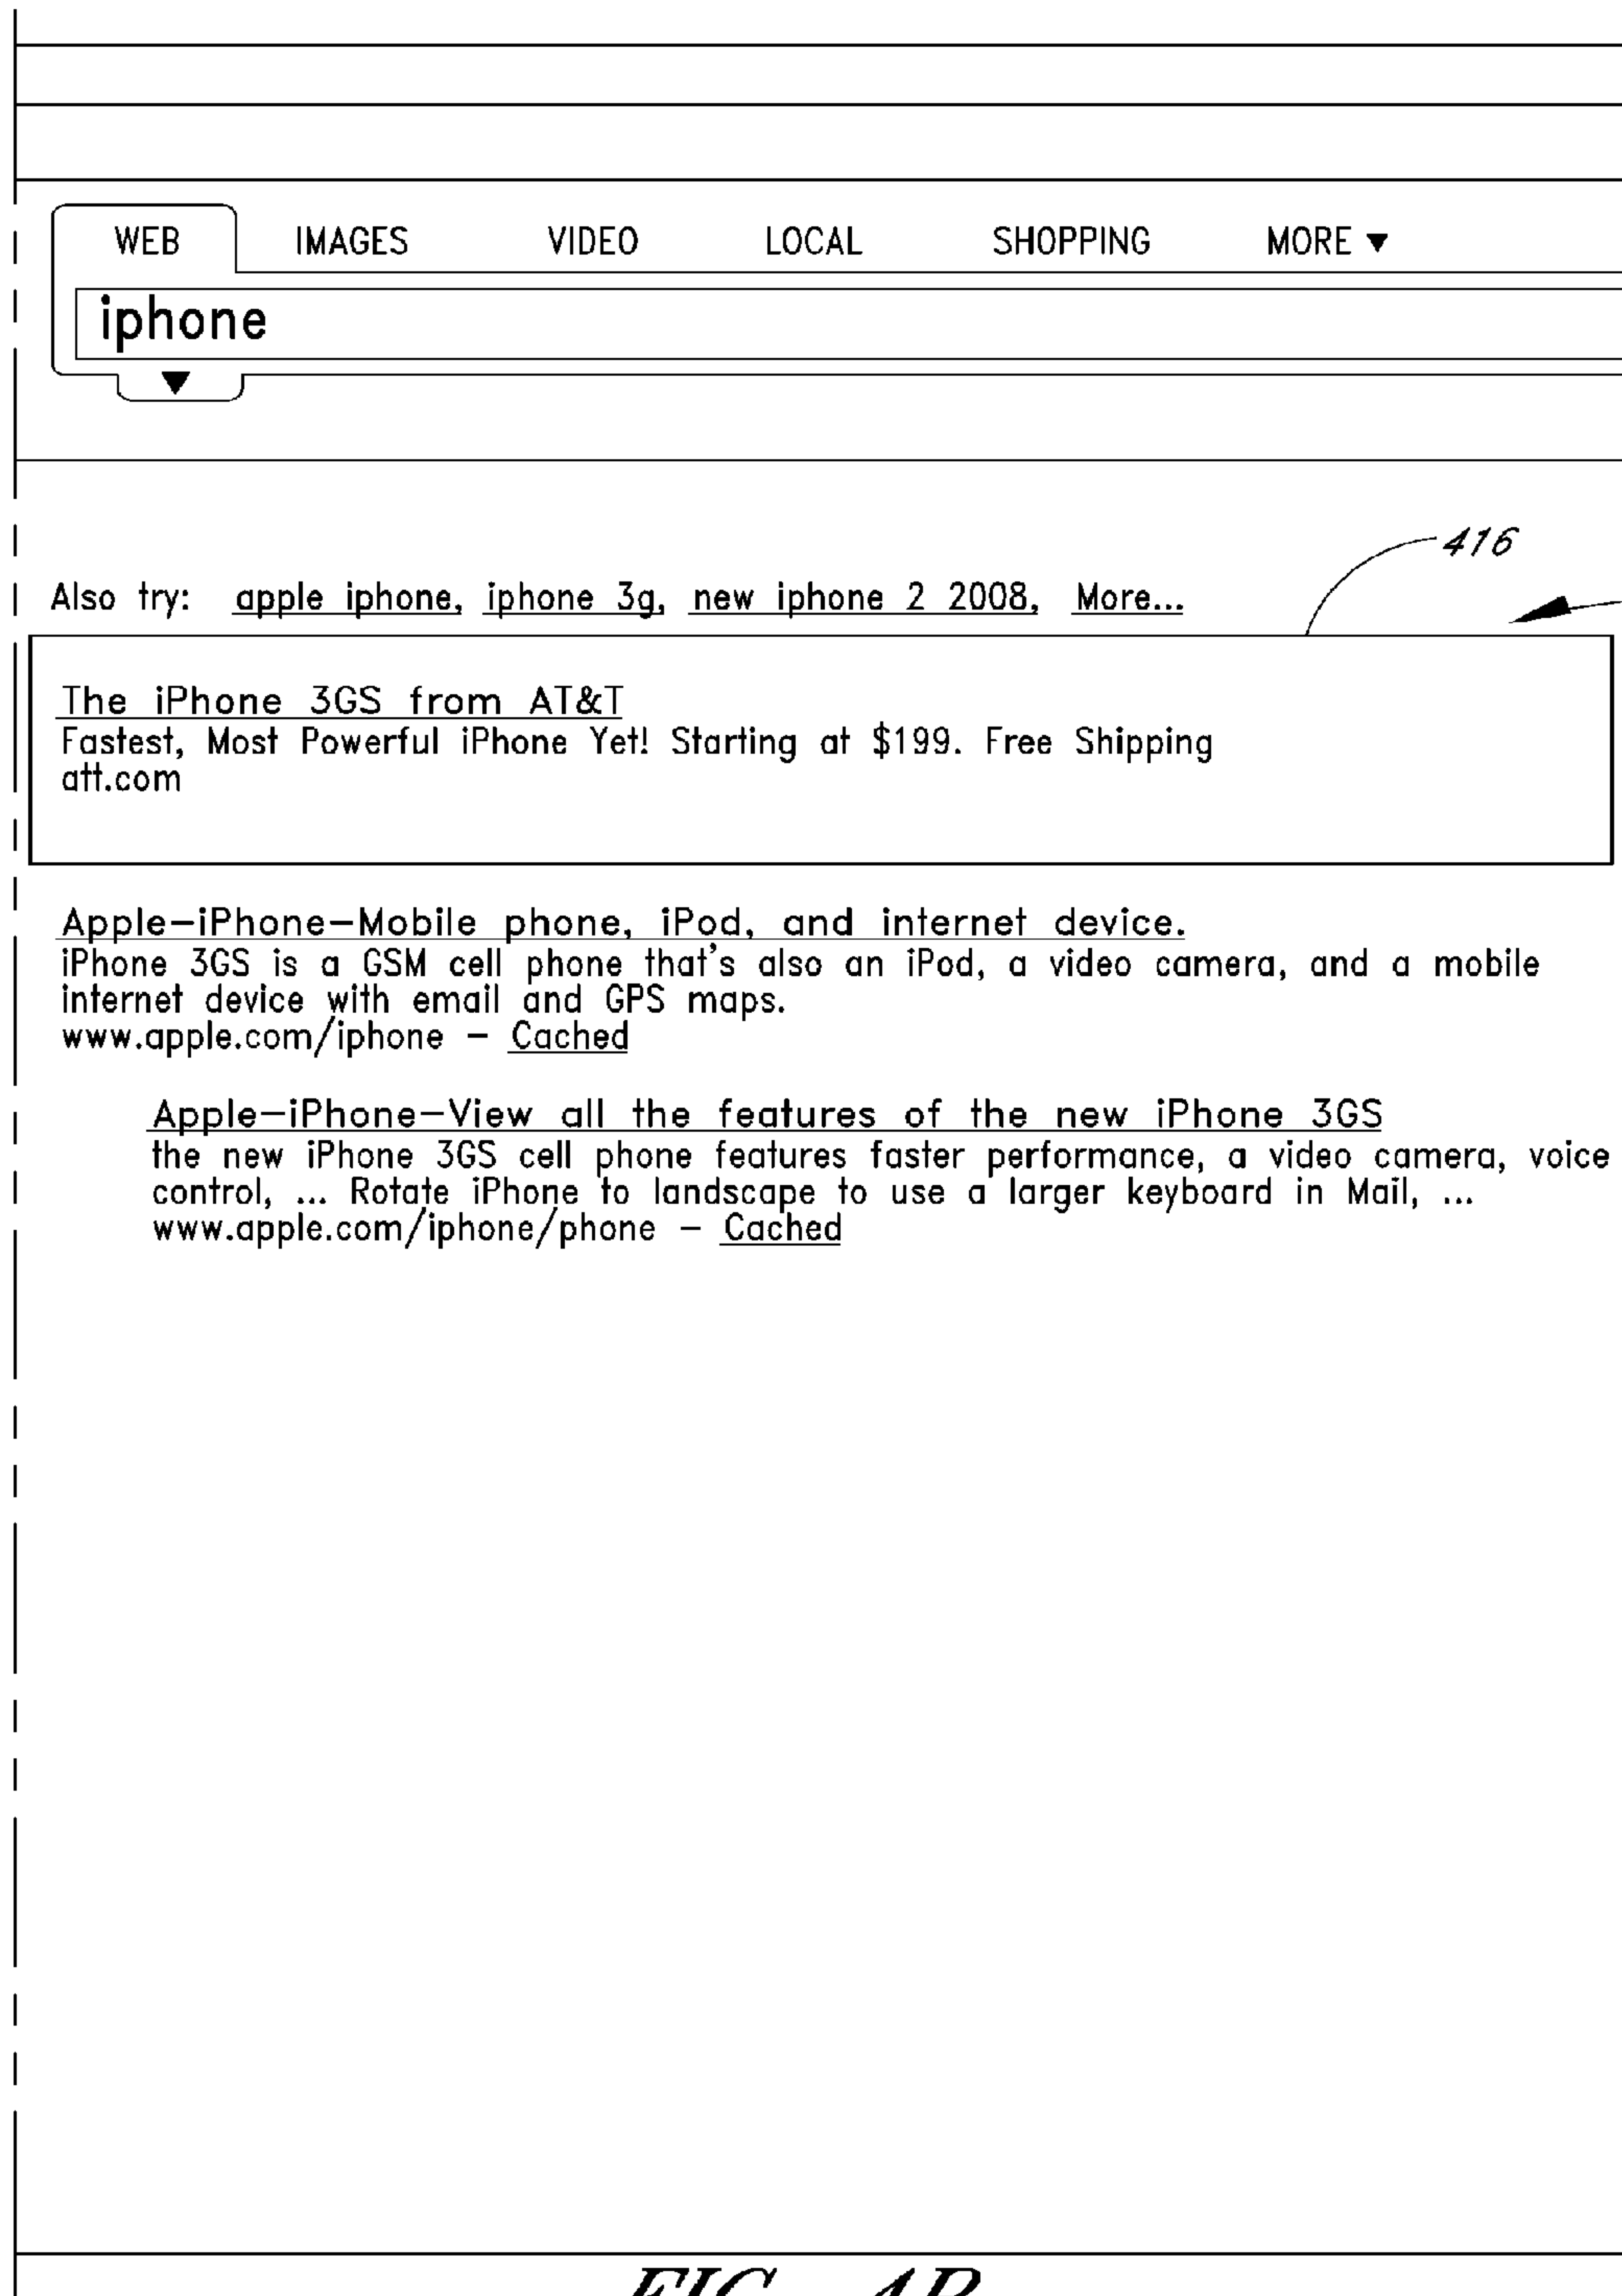 WEB IMAGES VIDEO LOCAL SHOPPING MORE ▼
iphone
416
Also try: apple iphone, iphone 3g, new iphone 2 2008, More...
The iPhone 3GS from AT&T
Fastest, Most Powerful iPhone Yet! Starting at $199. Free Shipping
att.com
Apple-iPhone-Mobile phone, iPod, and internet device.
iPhone 3GS is a GSM cell phone that's also an iPod, a video camera, and a mobile
internet device with email and GPS maps.
www.apple.com/iphone - Cached
Apple-iPhone-View all the features of the new iPhone 3GS
the new iPhone 3GS cell phone features faster performance, a video camera, voice
control, ... Rotate iPhone to landscape to use a larger keyboard in Mail, ...
www.apple.com/iphone/phone - Cached
FIG. 4B